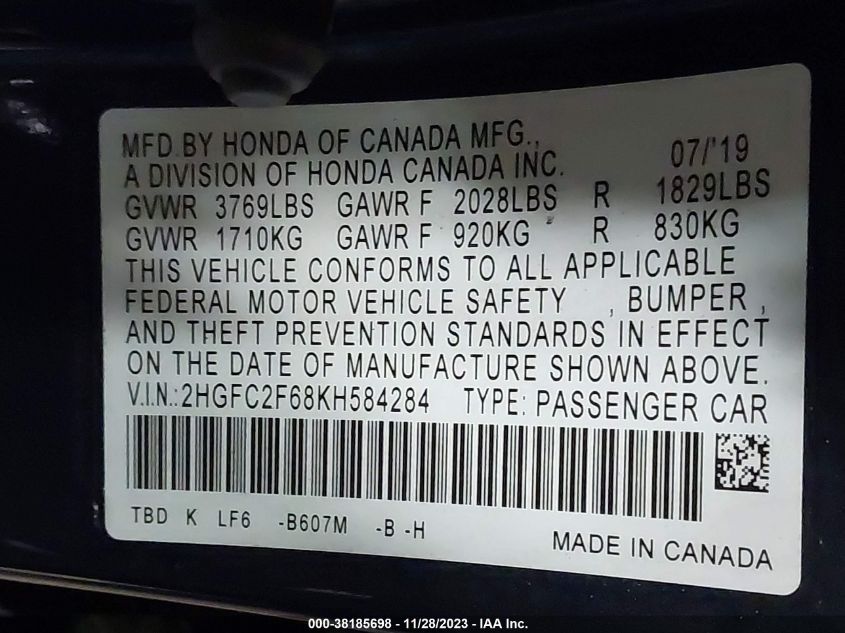 MFD.BY HONDA OF CANADA MFG.,
A DIVISION OF HONDA CANADA INC. 07/'19
GVWR 3769LBS GAWR F 2028LBS R 1829LBS
GVWR 1710KG GAWR F 920KG R 830KG
THIS VEHICLE CONFORMS TO ALL APPLICABLE
FEDERAL MOTOR VEHICLE SAFETY , BUMPER ,
AND THEFT PREVENTION STANDARDS IN EFFECT
ON THE DATE OF MANUFACTURE SHOWN ABOVE.
V.I.N.:2HGFC2F68KH584284 TYPE: PASSENGER CAR
TBD K LF6 -B607M -B -H
MADE IN CANADA
000-38185698 - 11/28/2023 - IAA Inc.